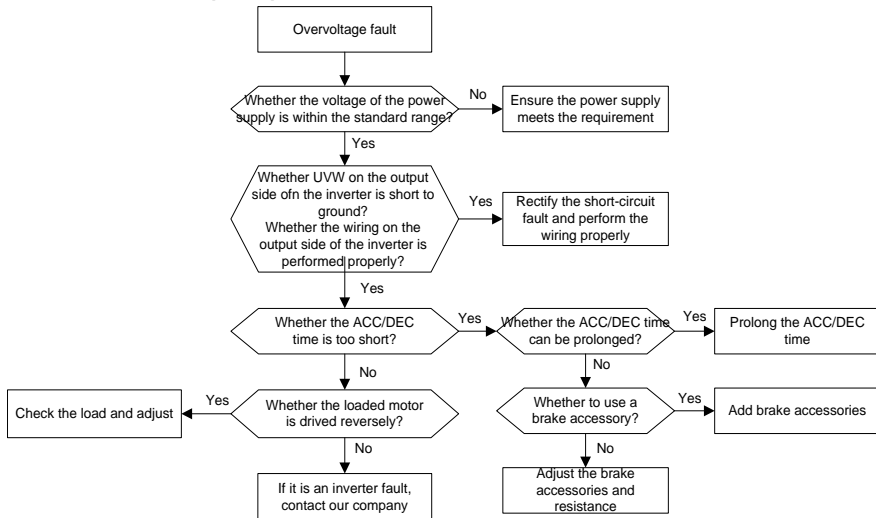 Overvoltage fault
Whether the voltage of the power
supply is within the standard range?
No
Ensure the power supply
meets the requirement
Yes
Whether UVW on the output
side ofn the inverter is short to
ground?
Whether the wiring on the
output side of the inverter is
performed properly?
Yes
Rectify the short-circuit
fault and perform the
wiring properly
Yes
Whether the ACC/DEC
time is too short?
Yes
Whether the ACC/DEC time
can be prolonged?
Yes
Prolong the ACC/DEC
time
No
No
Check the load and adjust
Yes
Whether the loaded motor
is drived reversely?
Whether to use a
brake accessory?
Yes
Add brake accessories
No
No
If it is an inverter fault,
contact our company
Adjust the brake
accessories and
resistance